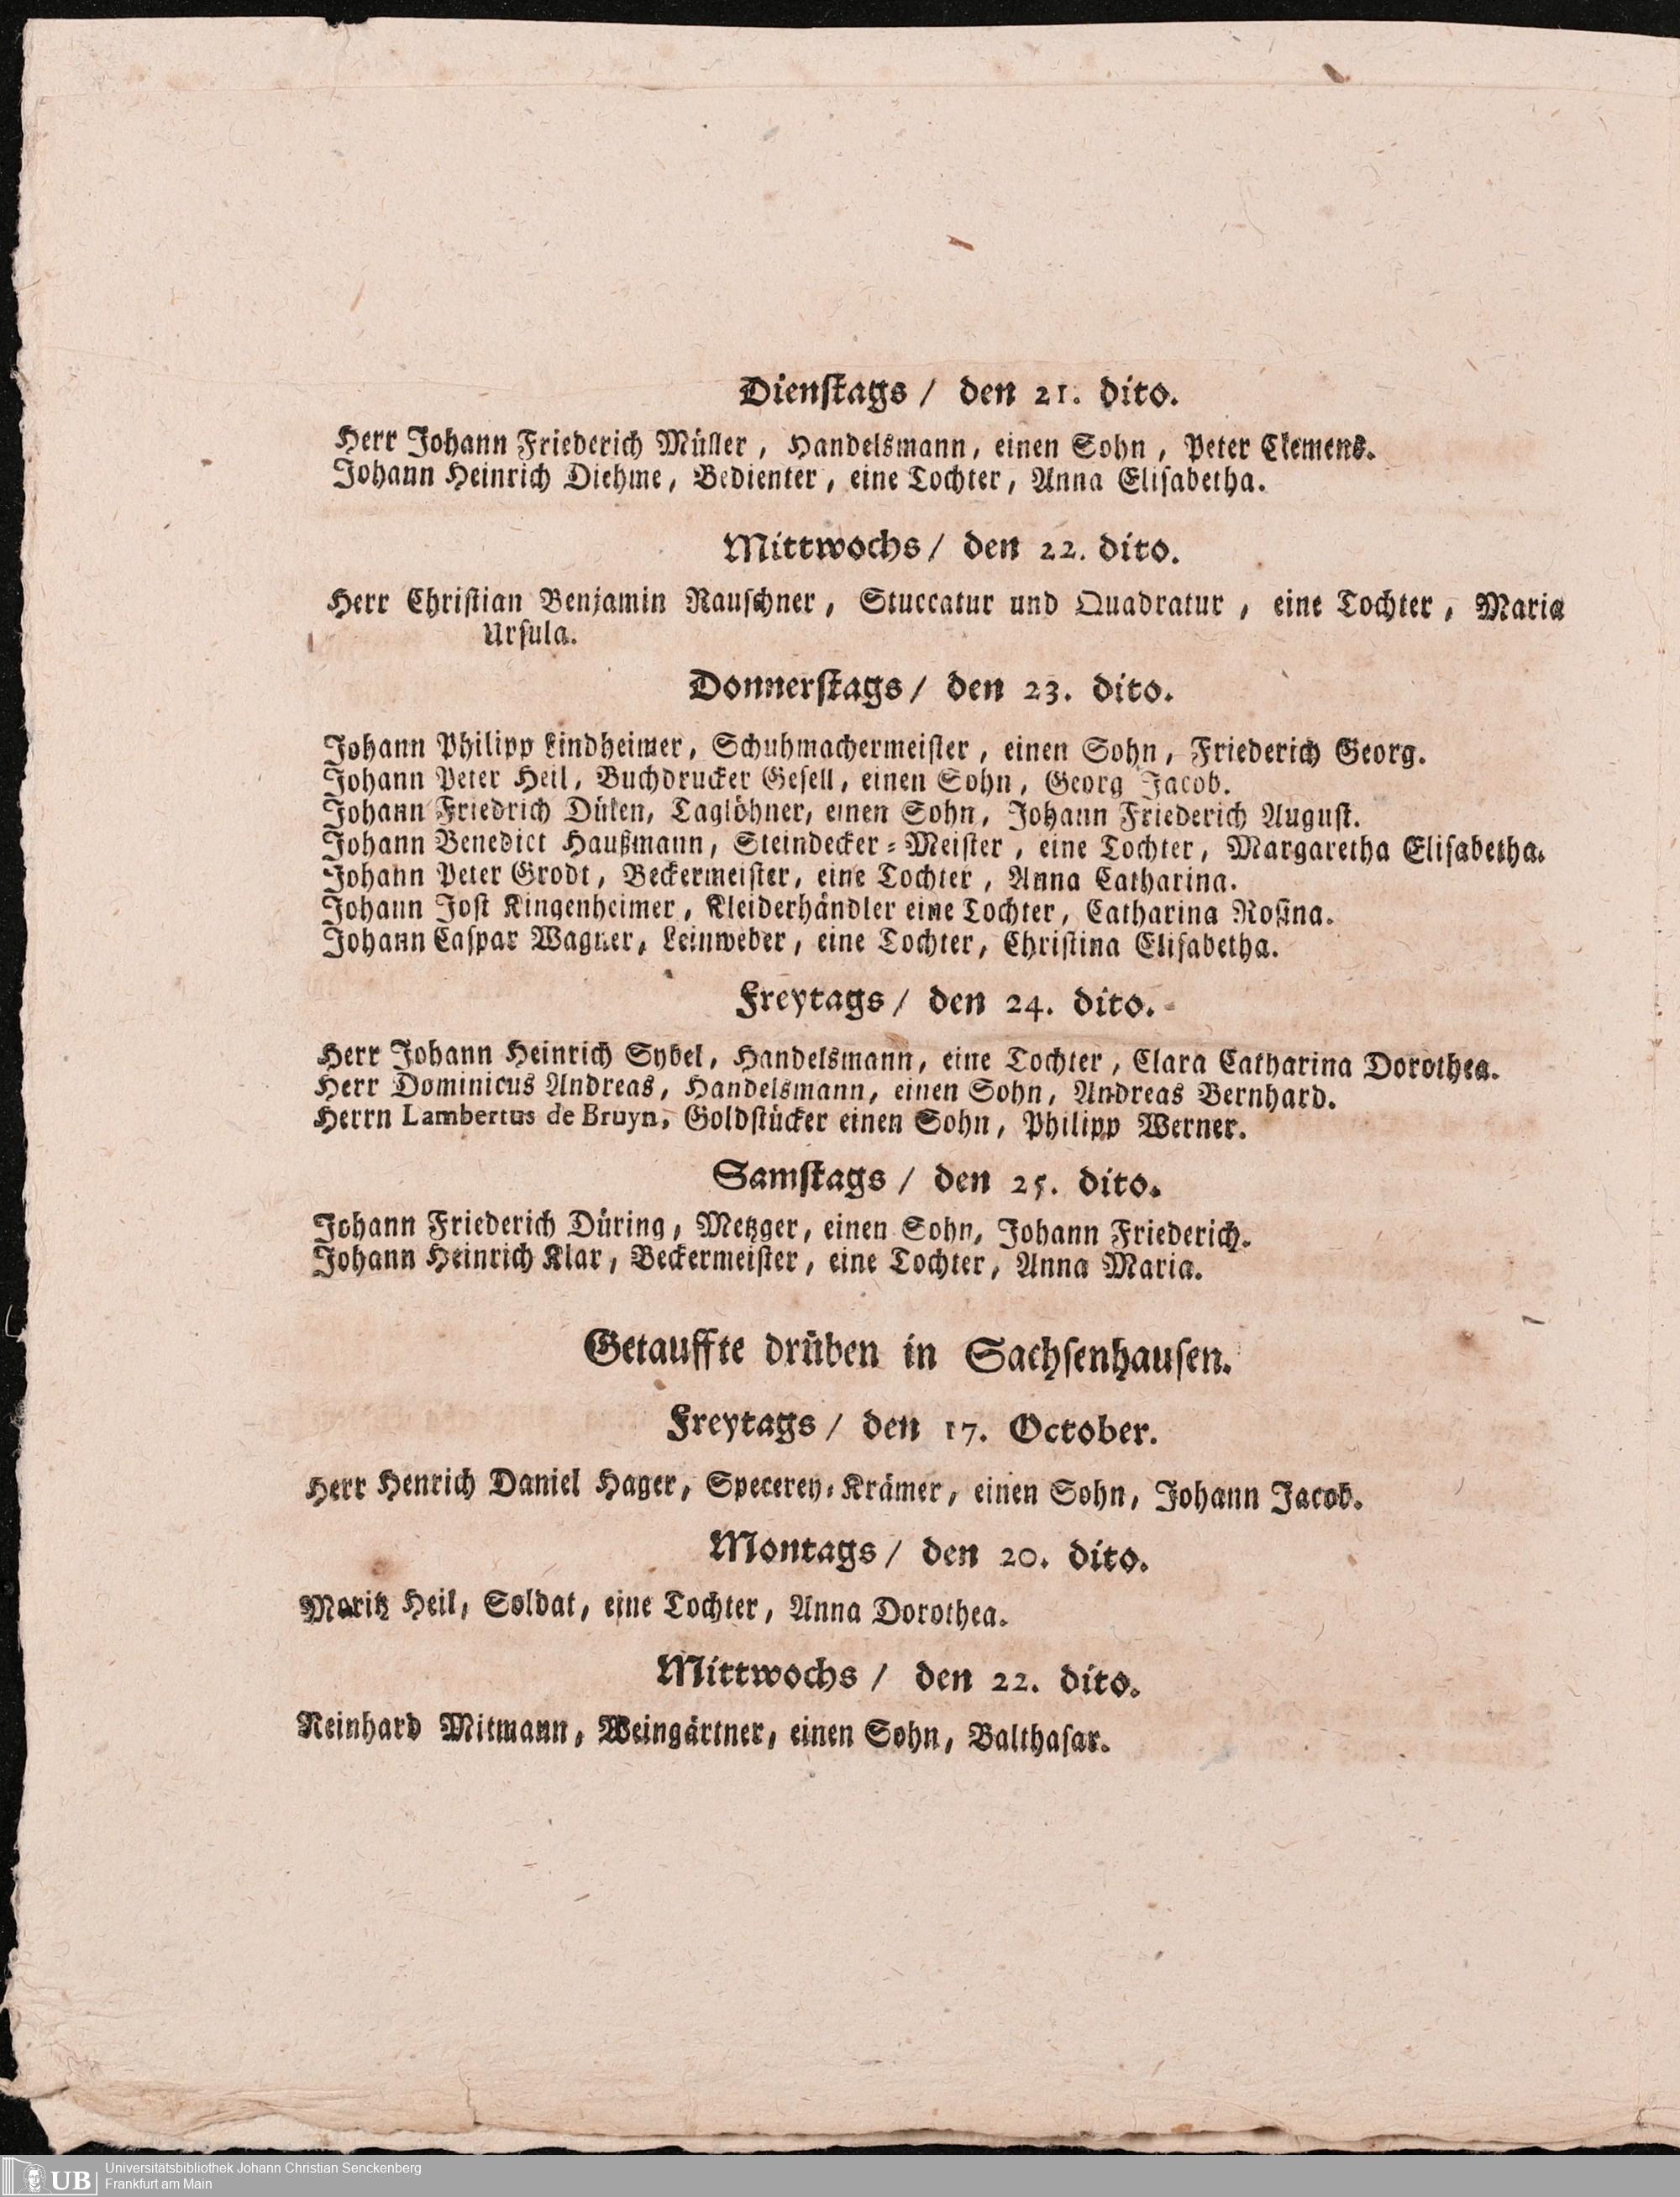 Dienſtags / den 21. dito.
Herr Johann Friederich Müller, Handelsmann, einen Sohn, Peter Clemens.
Johann Heinrich Diehme, Bedienter, eine Tochter, Anna Eliſabetha.
Mittwochs / den 22. dito.
Herr Chriſtian Benjamin Rauſchner, Stuccatur und Quadratur, eine Tochter, Maria
Urſula.
Donnerſtags / den 23. dito.
Johann Philipp Lindheimer, Schuhmachermeiſter, einen Sohn, Friederich Georg.
Johann Peter Heil, Buchdrucker Geſell, einen Sohn, Georg Jacob.
Johann Friedrich Düken, Taglöhner, einen Sohn, Johann Friederich Auguſt.
Johann Benedict Haußmann, Steindecker-Meiſter, eine Tochter, Margaretha Eliſabetha.
Johann Peter Grodt, Beckermeiſter, eine Tochter, Anna Catharina.
Johann Joſt Kingenheimer, Kleiderhändler eine Tochter, Catharina Roſina.
Johann Caſpar Wagner, Leinweber, eine Tochter, Chriſtina Eliſabetha.
Freytags / den 24. dito.
Herr Johann Heinrich Sybel, Handelsmann, eine Tochter, Clara Catharina Dorothea.
Herr Dominicus Andreas, Handelsmann, einen Sohn, Andreas Bernhard.
Herrn Lambertus de Bruyn, Goldſtücker einen Sohn, Philipp Werner.
Samſtags / den 25. dito.
Johann Friederich Düring, Metzger, einen Sohn, Johann Friederich.
Johann Heinrich Klar, Beckermeiſter, eine Tochter, Anna Maria.
Getauffte drüben in Sachſenhauſen.
Freytags / den 17. October.
Herr Henrich Daniel Hager, Specerey-Krämer, einen Sohn, Johann Jacob.
Montags / den 20. dito.
Moritz Heil, Soldat, eine Tochter, Anna Dorothea.
Mittwochs / den 22. dito.
Reinhard Mitmann, Weingärtner, einen Sohn, Balthaſar.
UB
Universitätsbibliothek Johann Christian Senckenberg
Frankfurt am Main